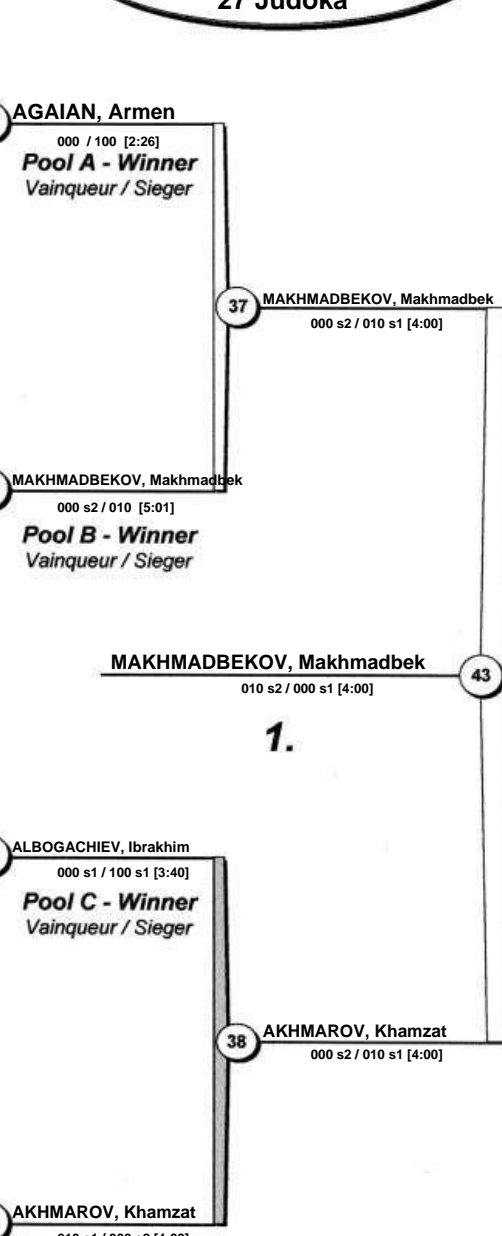 27 Judoka
AGAIAN, Armen
000 / 100 [2:26]
Pool A - Winner
Vainqueur / Sieger
37
MAKHMADBEKOV, Makhmadbek
000 s2 / 010 s1 [4:00]
MAKHMADBEKOV, Makhmadbek
000 s2 / 010 [5:01]
Pool B - Winner
Vainqueur / Sieger
MAKHMADBEKOV, Makhmadbek
43
010 s2 / 000 s1 [4:00]
1.
ALBOGACHIEV, Ibrakhim
000 s1 / 100 s1 [3:40]
Pool C - Winner
Vainqueur / Sieger
38
AKHMAROV, Khamzat
000 s2 / 010 s1 [4:00]
AKHMAROV, Khamzat